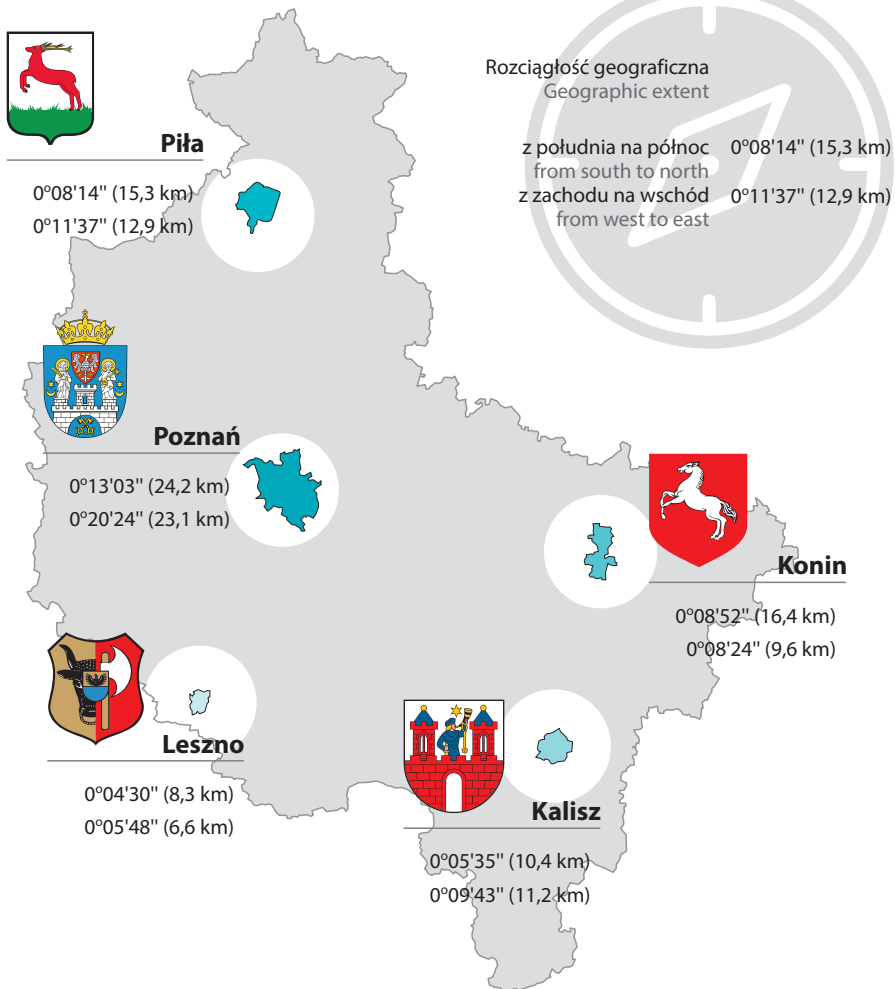 Rozciągłość geograficzna
Geographic extent
z południa na północ 0°08'14" (15,3 km)
from south to north
z zachodu na wschód 0°11'37" (12,9 km)
from west to east
Piła
0°08'14" (15,3 km)
0°11'37" (12,9 km)
Poznań
0°13'03" (24,2 km)
0°20'24" (23,1 km)
Konin
0°08'52" (16,4 km)
0°08'24" (9,6 km)
Leszno
0°04'30" (8,3 km)
0°05'48" (6,6 km)
Kalisz
0°05'35" (10,4 km)
0°09'43" (11,2 km)